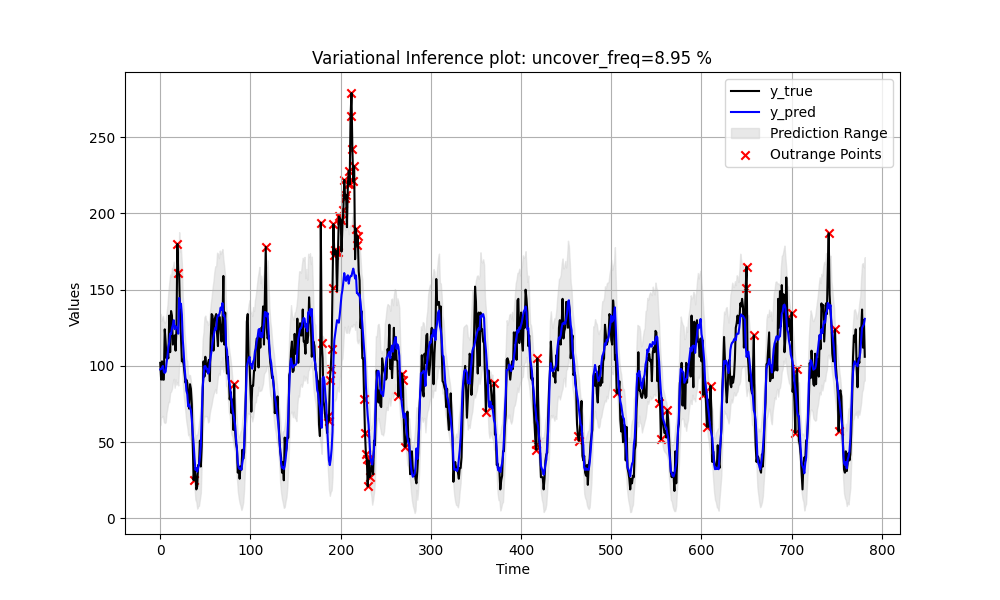 Variational Inference plot: uncover_freq=8.95 %
y_true
y_pred
Prediction Range
Outrange Points
Values
250
200
150
100
50
0
0 100 200 300 400 500 600 700 800
Time